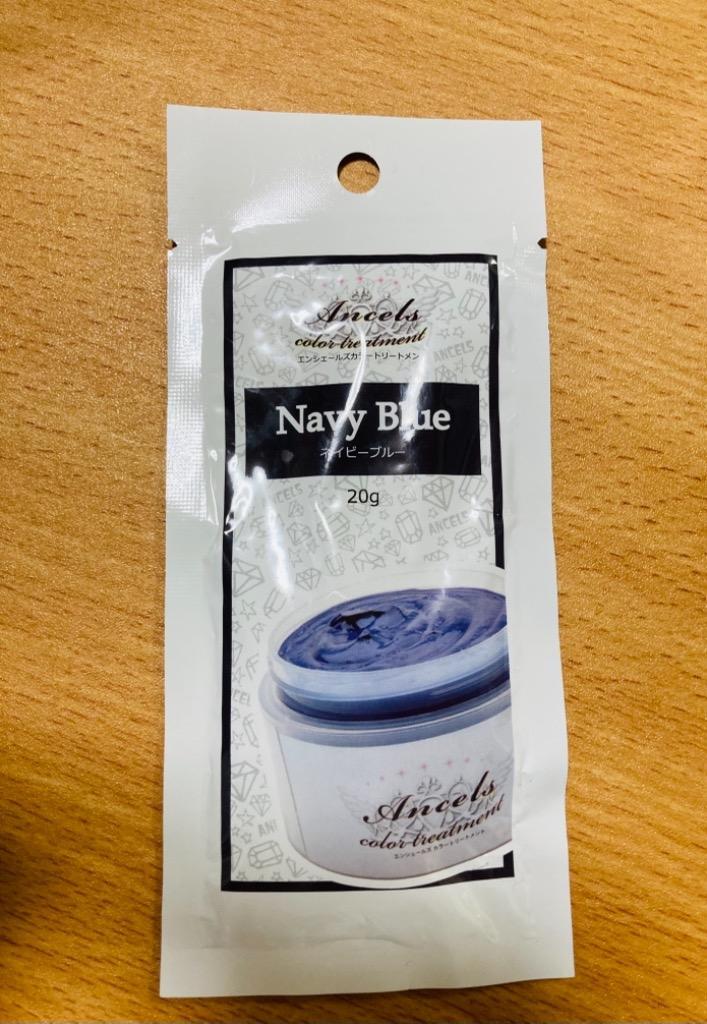 Ancels
color treatment
エンシェールズカラートリートメン
Navy Blue
ネイビーブルー
20g
ANCELS
ANCELS
ANCELS
Ancels
color treatment
エンシェールズ カラートリートメント